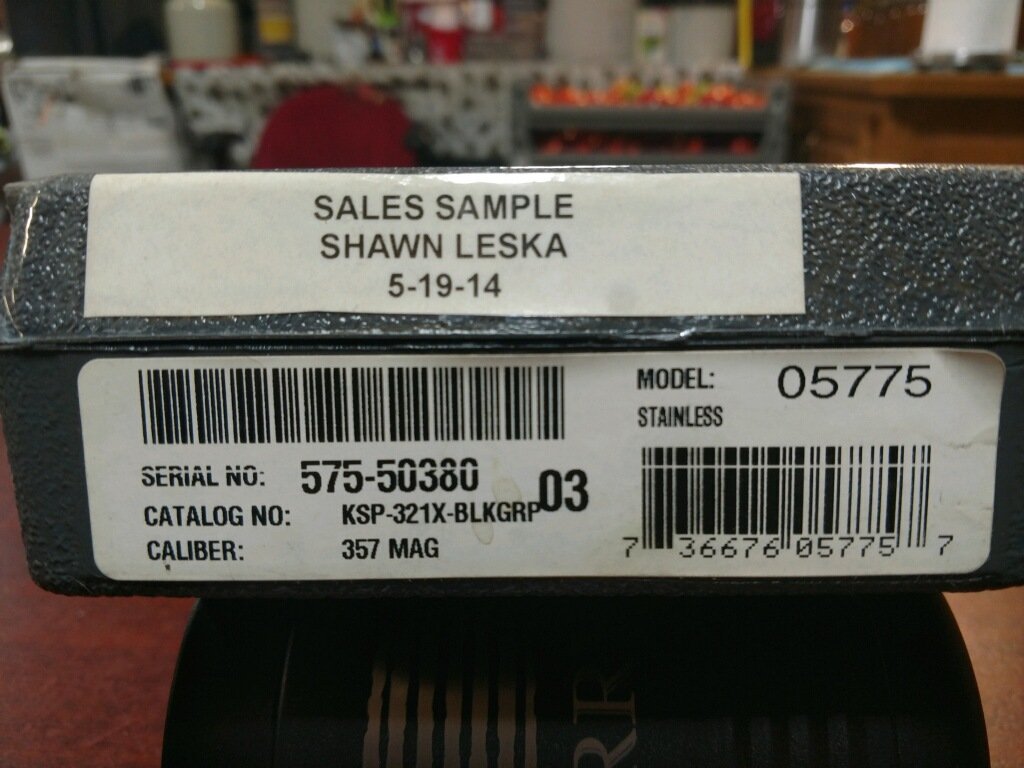 SALES SAMPLE
SHAWN LESKA
5-19-14
MODEL: 05775
STAINLESS
SERIAL NO: 575-50380 03
CATALOG NO: KSP-321X-BLKGRP
CALIBER: 357 MAG
7 36676 05775 7